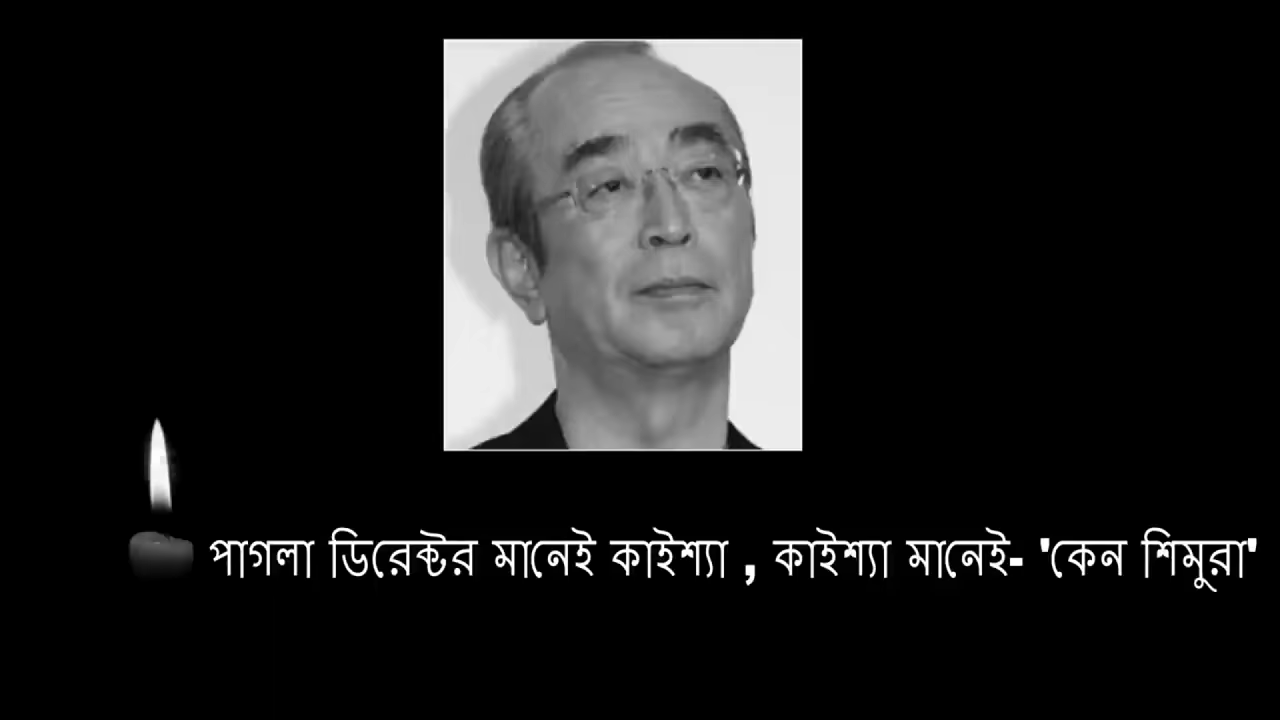 পাগলা ডিরেক্টর মানেই কাইশ্যা , কাইশ্যা মানেই- 'কেন শিমুরা'